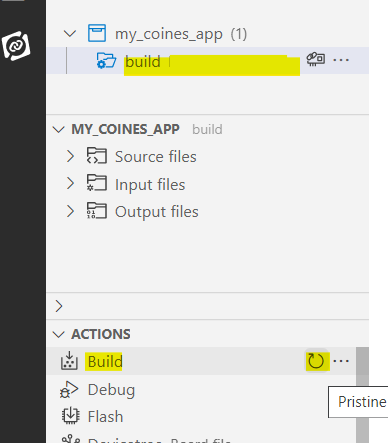 my_coines_app (1)
build
MY_COINES_APP build
Source files
Input files
Output files
ACTIONS
Build
Debug
Pristine
Flash